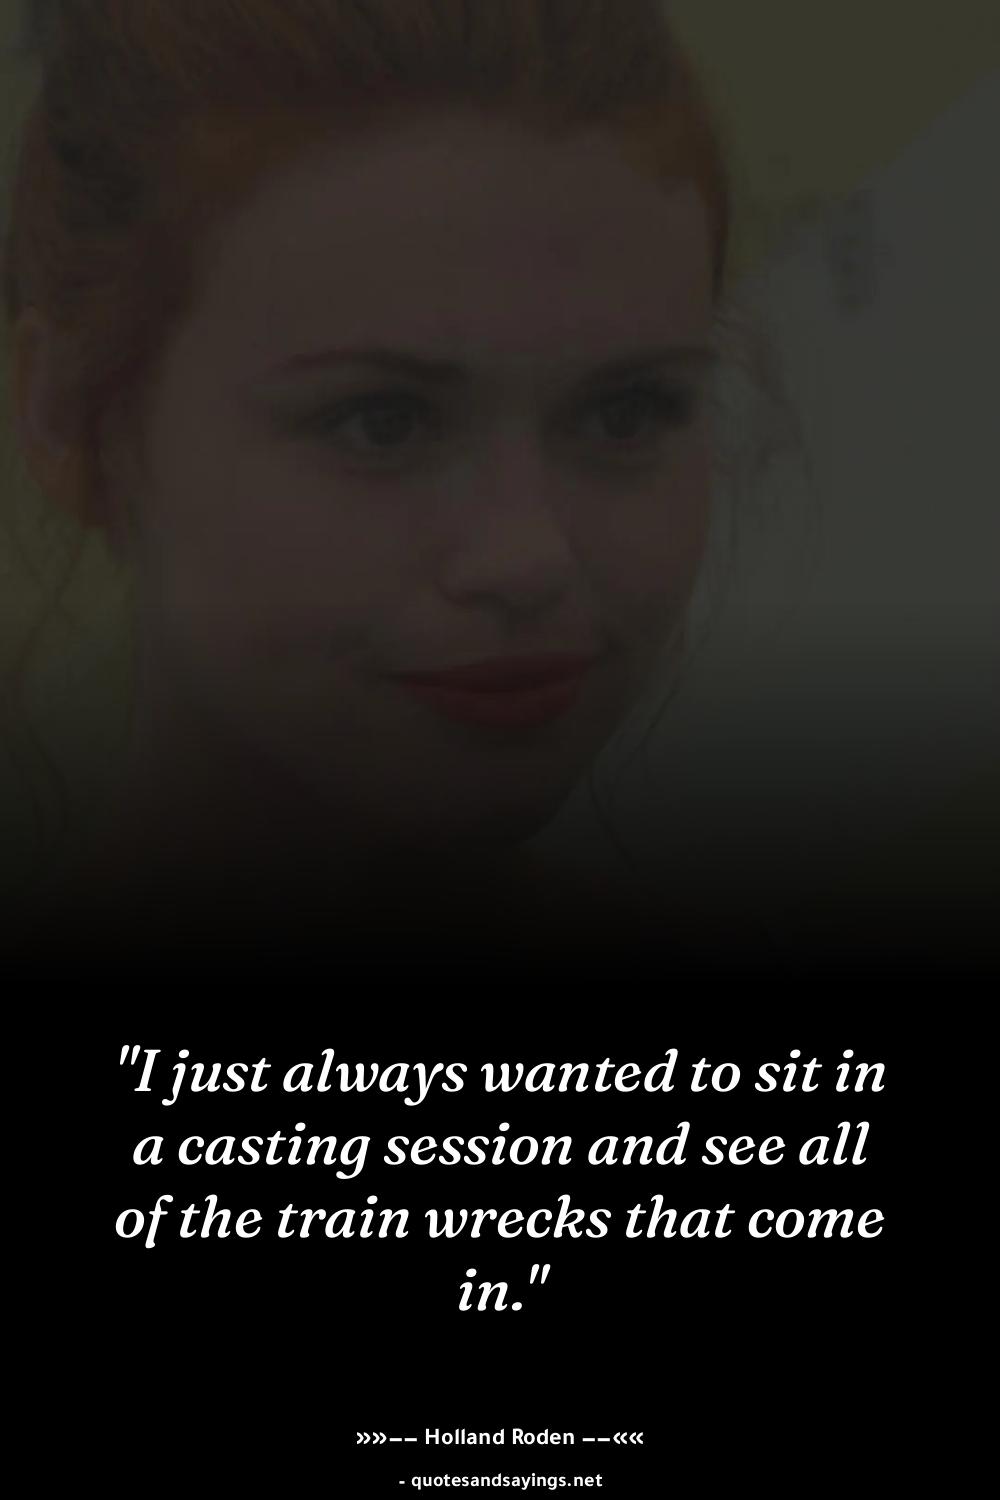 "I just always wanted to sit in
a casting session and see all
of the train wrecks that come
in."
»»–– Holland Roden ––««
- quotesandsayings.net